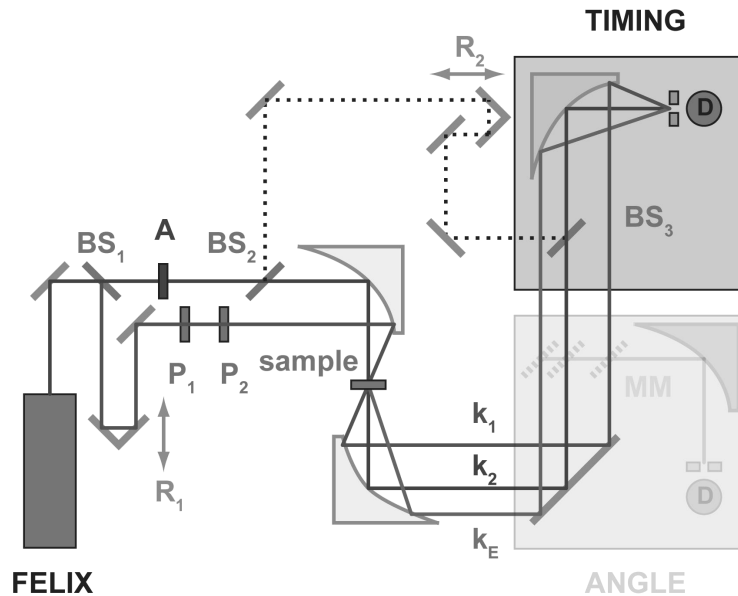 TIMING
R2
D
BS3
A
BS1
BS2
P1
P2
sample
MM
k1
k2
R1
D
kE
FELIX
ANGLE